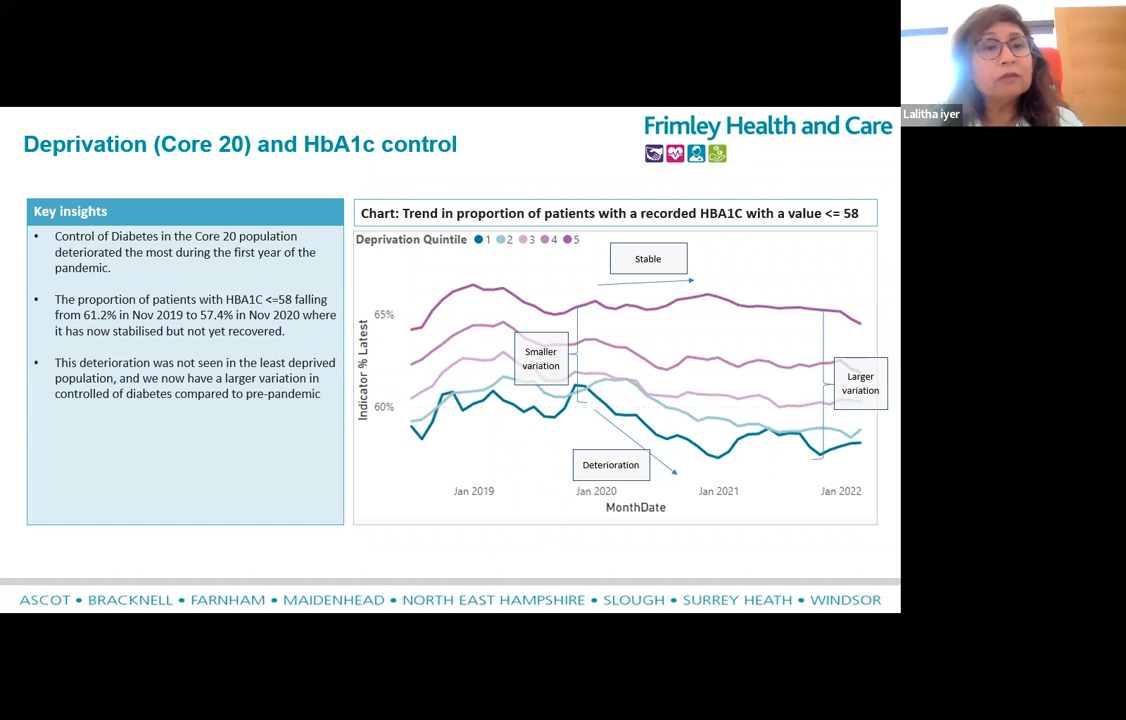 Lalitha iyer
Deprivation (Core 20) and HbA1c control
Frimley Health and Care
Key insights
• Control of Diabetes in the Core 20 population
deteriorated the most during the first year of the
pandemic.
• The proportion of patients with HBA1C <=58 falling
from 61.2% in Nov 2019 to 57.4% in Nov 2020 where
it has now stabilised but not yet recovered.
• This deterioration was not seen in the least deprived
population, and we now have a larger variation in
controlled of diabetes compared to pre-pandemic
Chart: Trend in proportion of patients with a recorded HBA1C with a value <= 58
Deprivation Quintile 1 2 3 4 5
Stable
65%
Smaller
variation
Larger
variation
60%
Indicator % Latest
Deterioration
Jan 2019 Jan 2020 Jan 2021 Jan 2022
MonthDate
ASCOT • BRACKNELL • FARNHAM • MAIDENHEAD • NORTH EAST HAMPSHIRE • SLOUGH • SURREY HEATH • WINDSOR